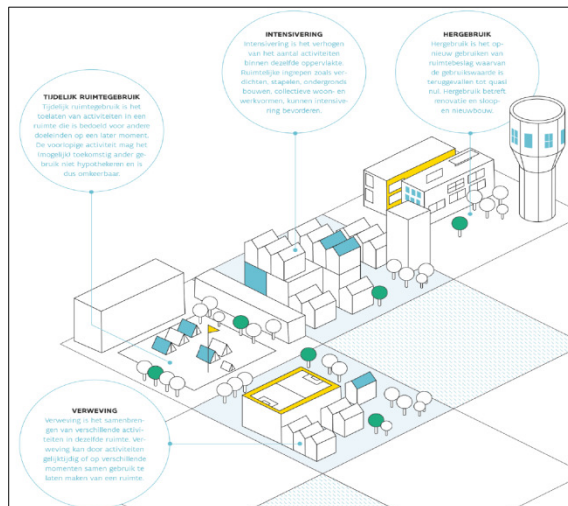 INTENSIVERING
Intensivering is het verhogen
van het aantal activiteiten
binnen dezelfde oppervlakte.
Ruimtelijke ingrepen zoals ver-
dichten, stapelen, ondergronds
bouwen, collectieve woon- en
werkvormen, kunnen intensive-
ring bevorderen.
HERGEBRUIK
Hergebruik is het op-
nieuw gebruiken van
ruimtebeslag waarvan
de gebruikswaarde is
teruggevallen tot quasi
nul. Hergebruik betreft
renovatie en sloop-
en nieuwbouw.
TIJDELIJK RUIMTEGEBRUIK
Tijdelijk ruimtegebruik is het
toelaten van activiteiten in een
ruimte die is bedoeld voor andere
doeleinden op een later moment.
De voorlopige activiteit mag het
(mogelijk) toekomstig ander ge-
bruik niet hypothekeren en is
dus omkeerbaar.
VERWEVING
Verweving is het samenbren-
gen van verschillende activi-
teiten in dezelfde ruimte. Ver-
weving kan door activiteiten
gelijktijdig of op verschillende
momenten samen gebruik te
laten maken van een ruimte.